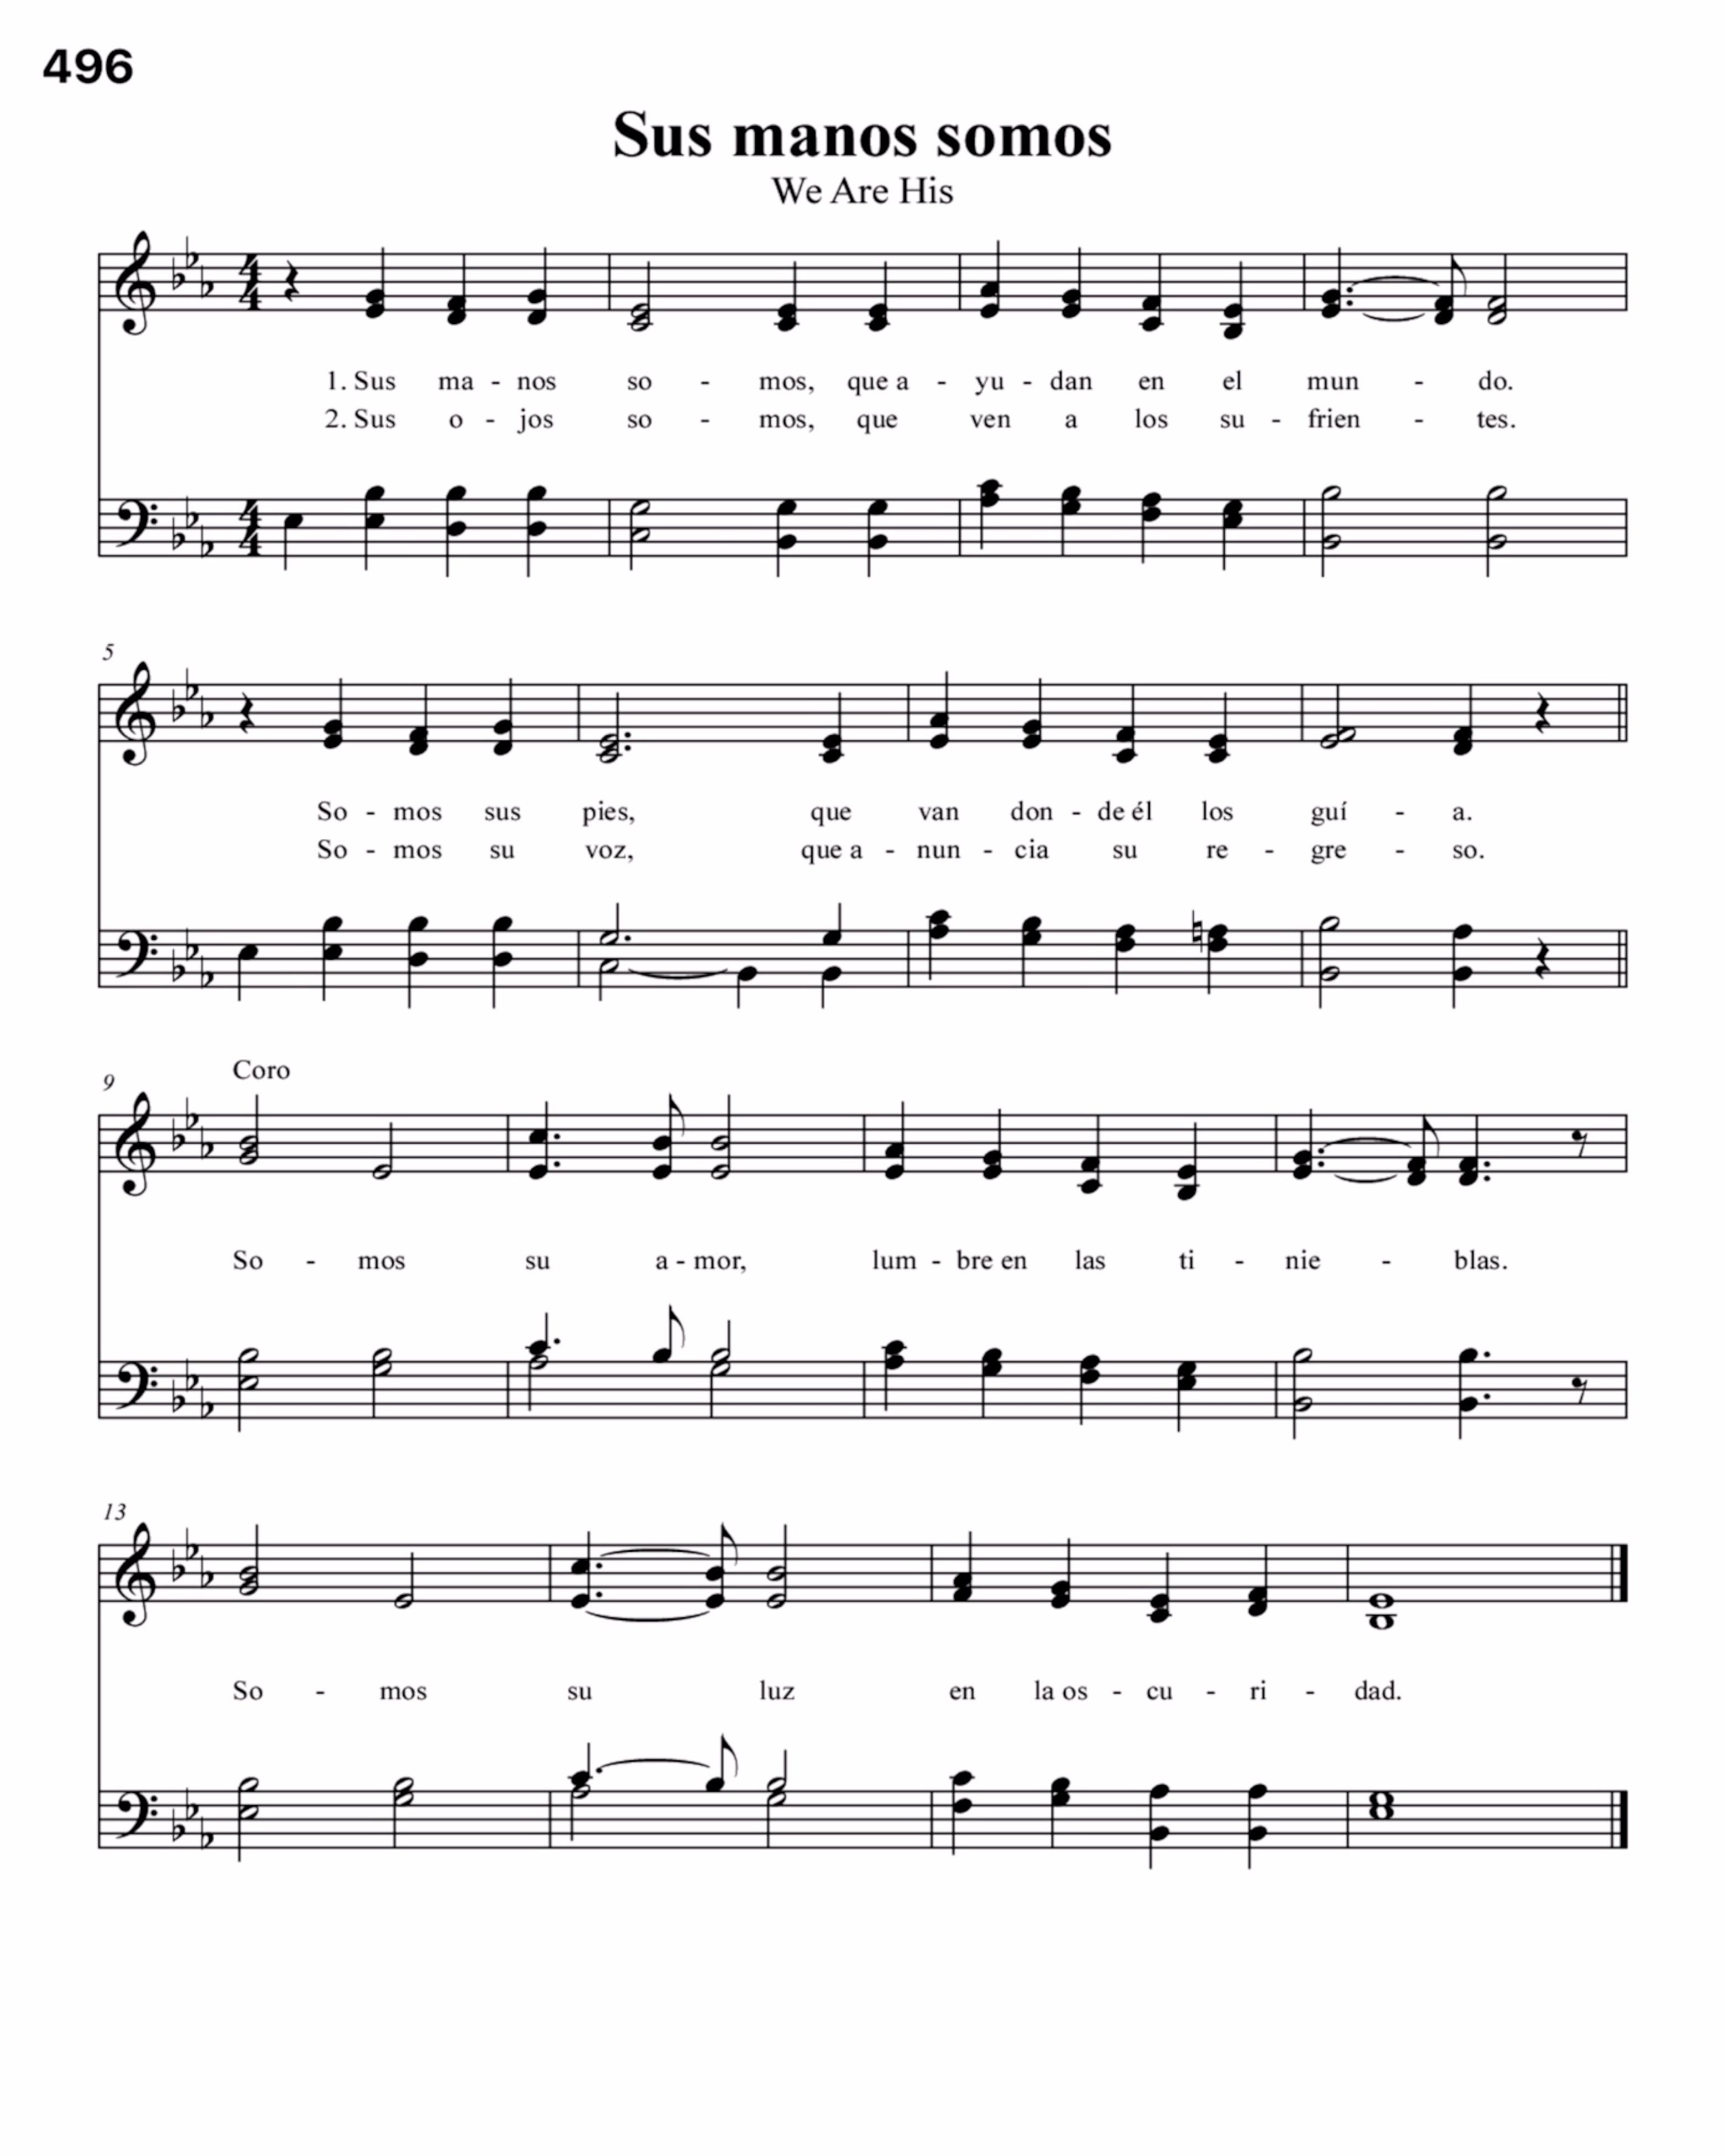 496
Sus manos somos
We Are His
1. Sus ma - nos so - mos, que a - yu - dan en el mun - do.
2. Sus o - jos so - mos, que ven a los su - frien - tes.
5
So - mos sus pies, que van don - de él los guí - a.
So - mos su voz, que a - nun - cia su re - gre - so.
9
Coro
So - mos su a - mor, lum - bre en las ti - nie - blas.
13
So - mos su luz en la os - cu - ri - dad.